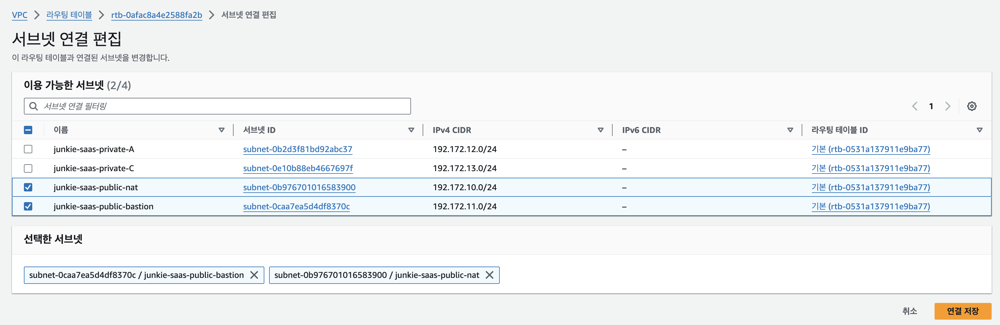 VPC > 라우팅 테이블 > rtb-0afac8a4e2588fa2b > 서브넷 연결 편집
서브넷 연결 편집
이 라우팅 테이블과 연결된 서브넷을 변경합니다.
이용 가능한 서브넷 (2/4)
서브넷 연결 필터링
1
이름 서브넷 ID IPv4 CIDR IPv6 CIDR 라우팅 테이블 ID
junkie-saas-private-A subnet-0b2d3f81bd92abc37 192.172.12.0/24 – 기본 (rtb-0531a137911e9ba77)
junkie-saas-private-C subnet-0e10b88eb4667697f 192.172.13.0/24 – 기본 (rtb-0531a137911e9ba77)
junkie-saas-public-nat subnet-0b976701016583900 192.172.10.0/24 – 기본 (rtb-0531a137911e9ba77)
junkie-saas-public-bastion subnet-0caa7ea5d4df8370c 192.172.11.0/24 – 기본 (rtb-0531a137911e9ba77)
선택한 서브넷
subnet-0caa7ea5d4df8370c / junkie-saas-public-bastion subnet-0b976701016583900 / junkie-saas-public-nat
취소 연결 저장